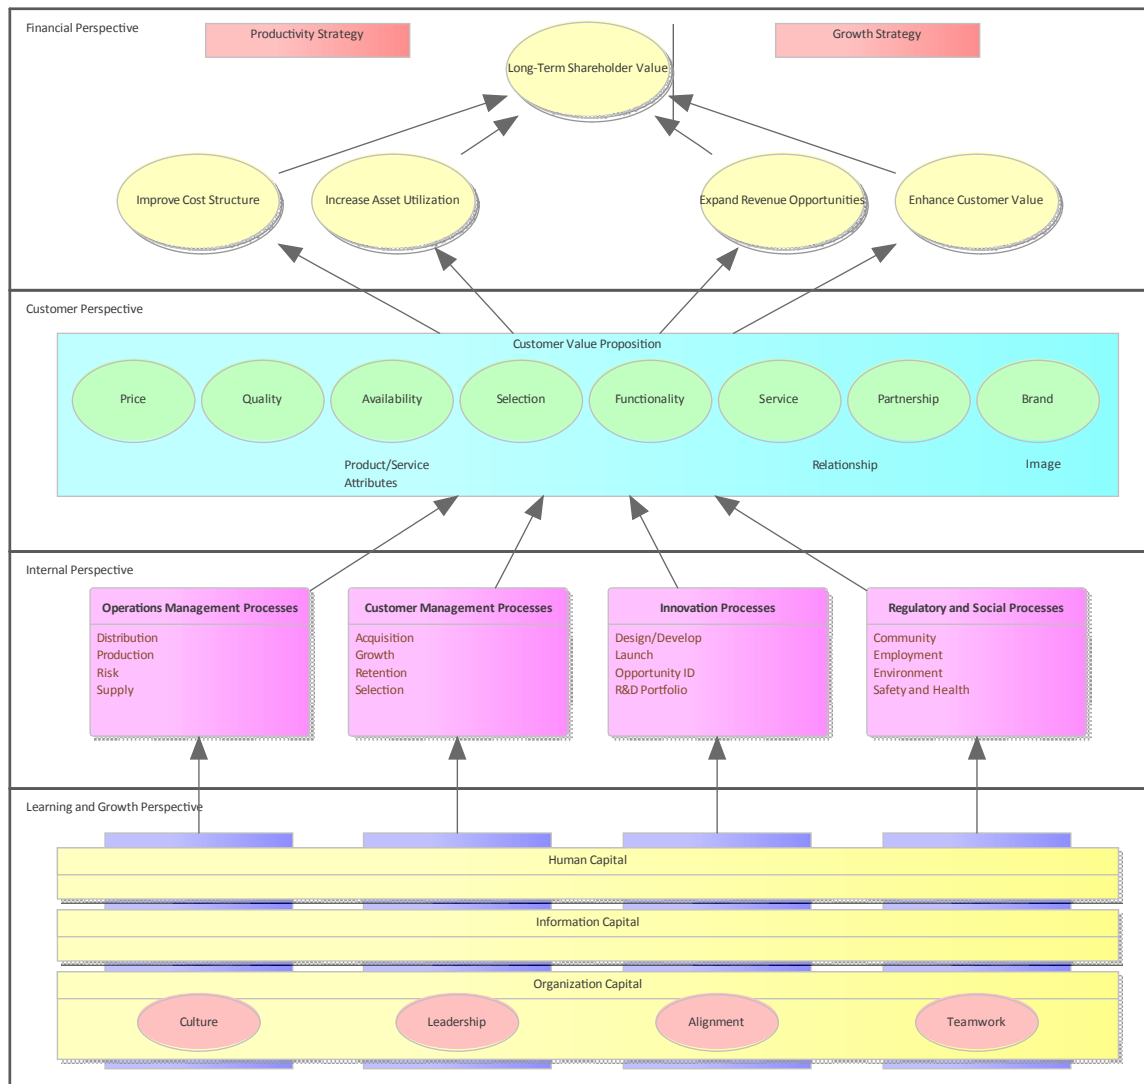 Financial Perspective
Productivity Strategy
Growth Strategy
Long-Term Shareholder Value
Improve Cost Structure
Increase Asset Utilization
Expand Revenue Opportunities
Enhance Customer Value
Customer Perspective
Customer Value Proposition
Price
Quality
Availability
Selection
Functionality
Service
Partnership
Brand
Product/Service
Attributes
Relationship
Image
Internal Perspective
Operations Management Processes
Distribution
Production
Risk
Supply
Customer Management Processes
Acquisition
Growth
Retention
Selection
Innovation Processes
Design/Develop
Launch
Opportunity ID
R&D Portfolio
Regulatory and Social Processes
Community
Employment
Environment
Safety and Health
Learning and Growth Perspective
Human Capital
Information Capital
Organization Capital
Culture
Leadership
Alignment
Teamwork